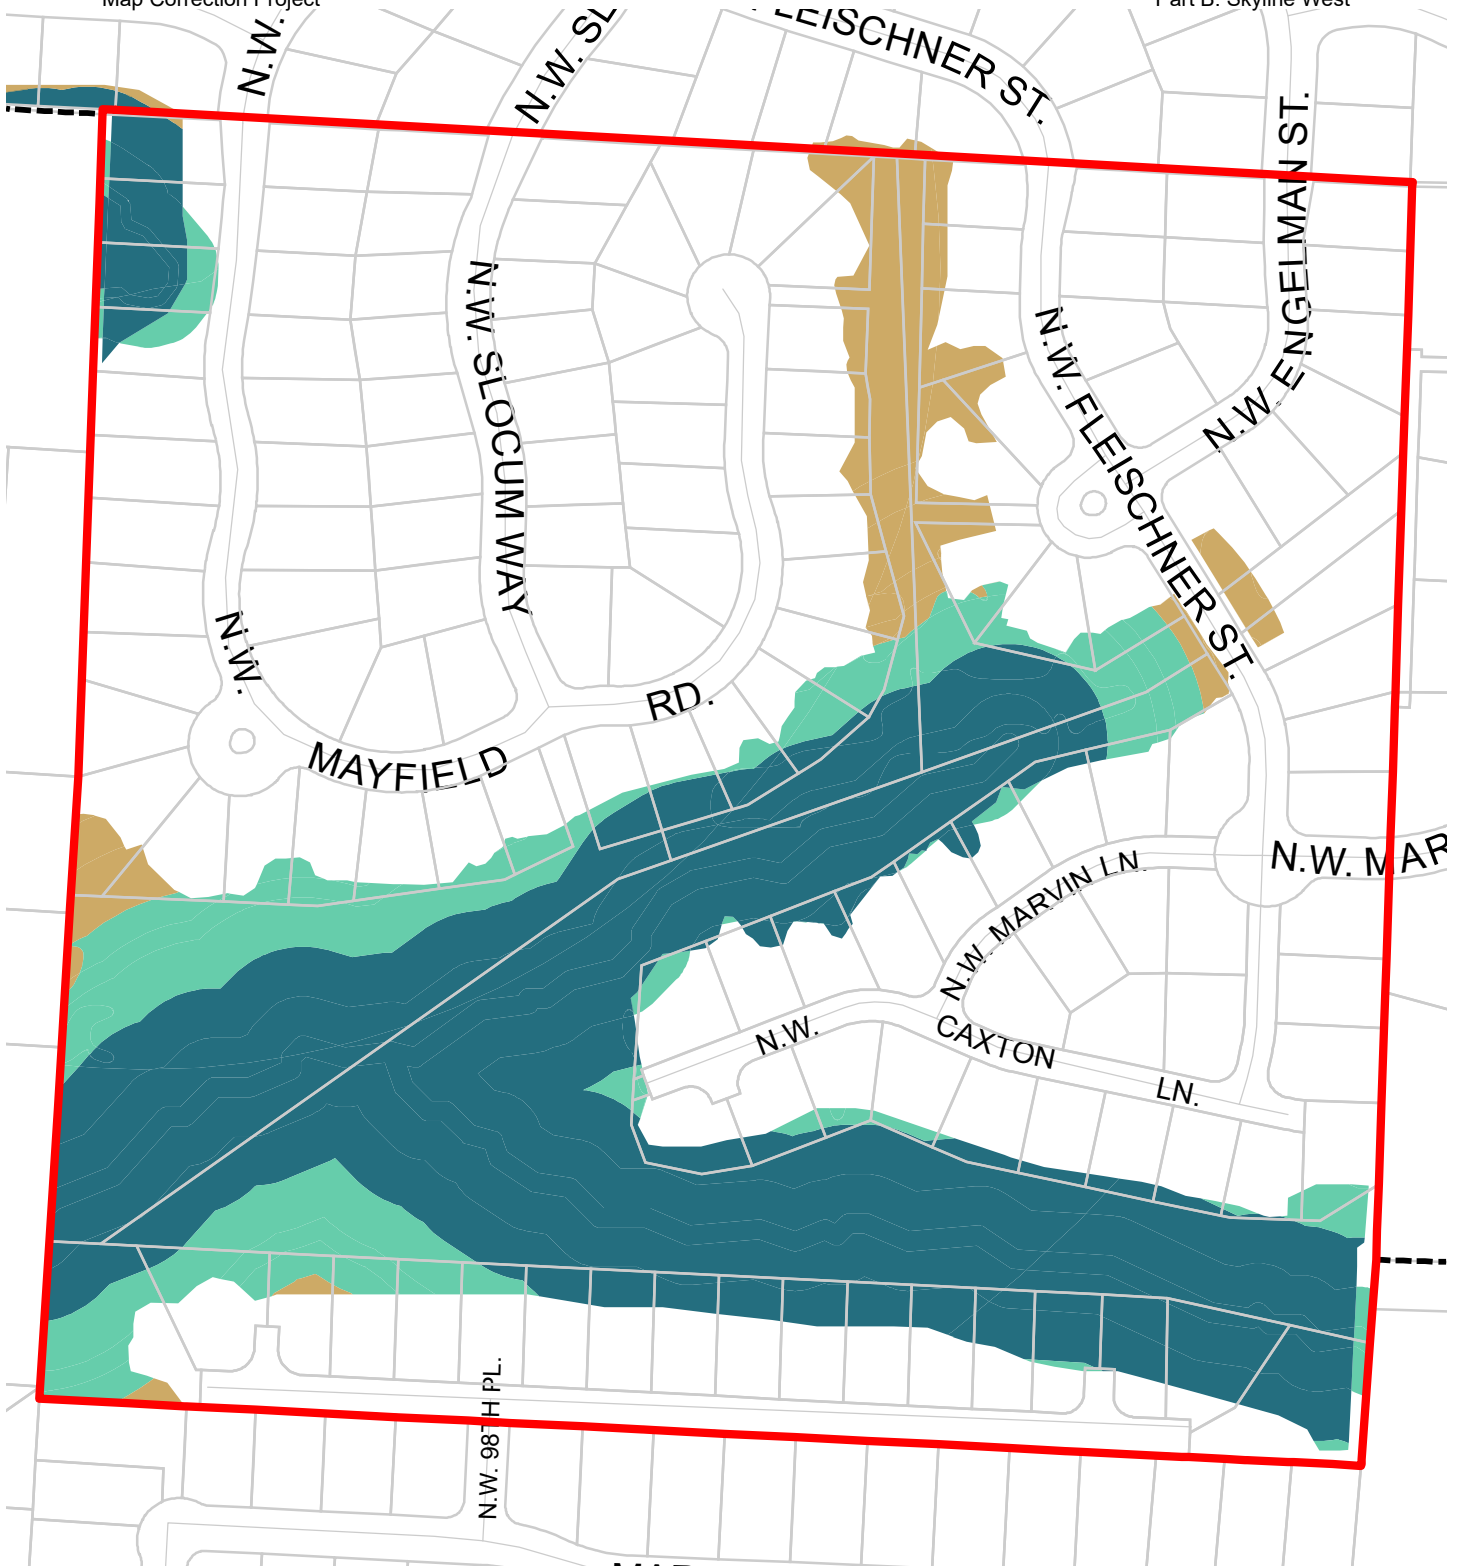 Map Correction Project
Part B: Skyline West
N.W.
N.W. SL
FLEISCHNER ST.
N.W. ENGELMAN ST.
N.W. SLOCUM WAY
N.W. FLEISCHNER ST.
N.W.
RD.
MAYFIELD
N.W. MAR
N.W. MARVIN LN.
N.W.
CAXTON
LN.
N.W. 98TH PL.